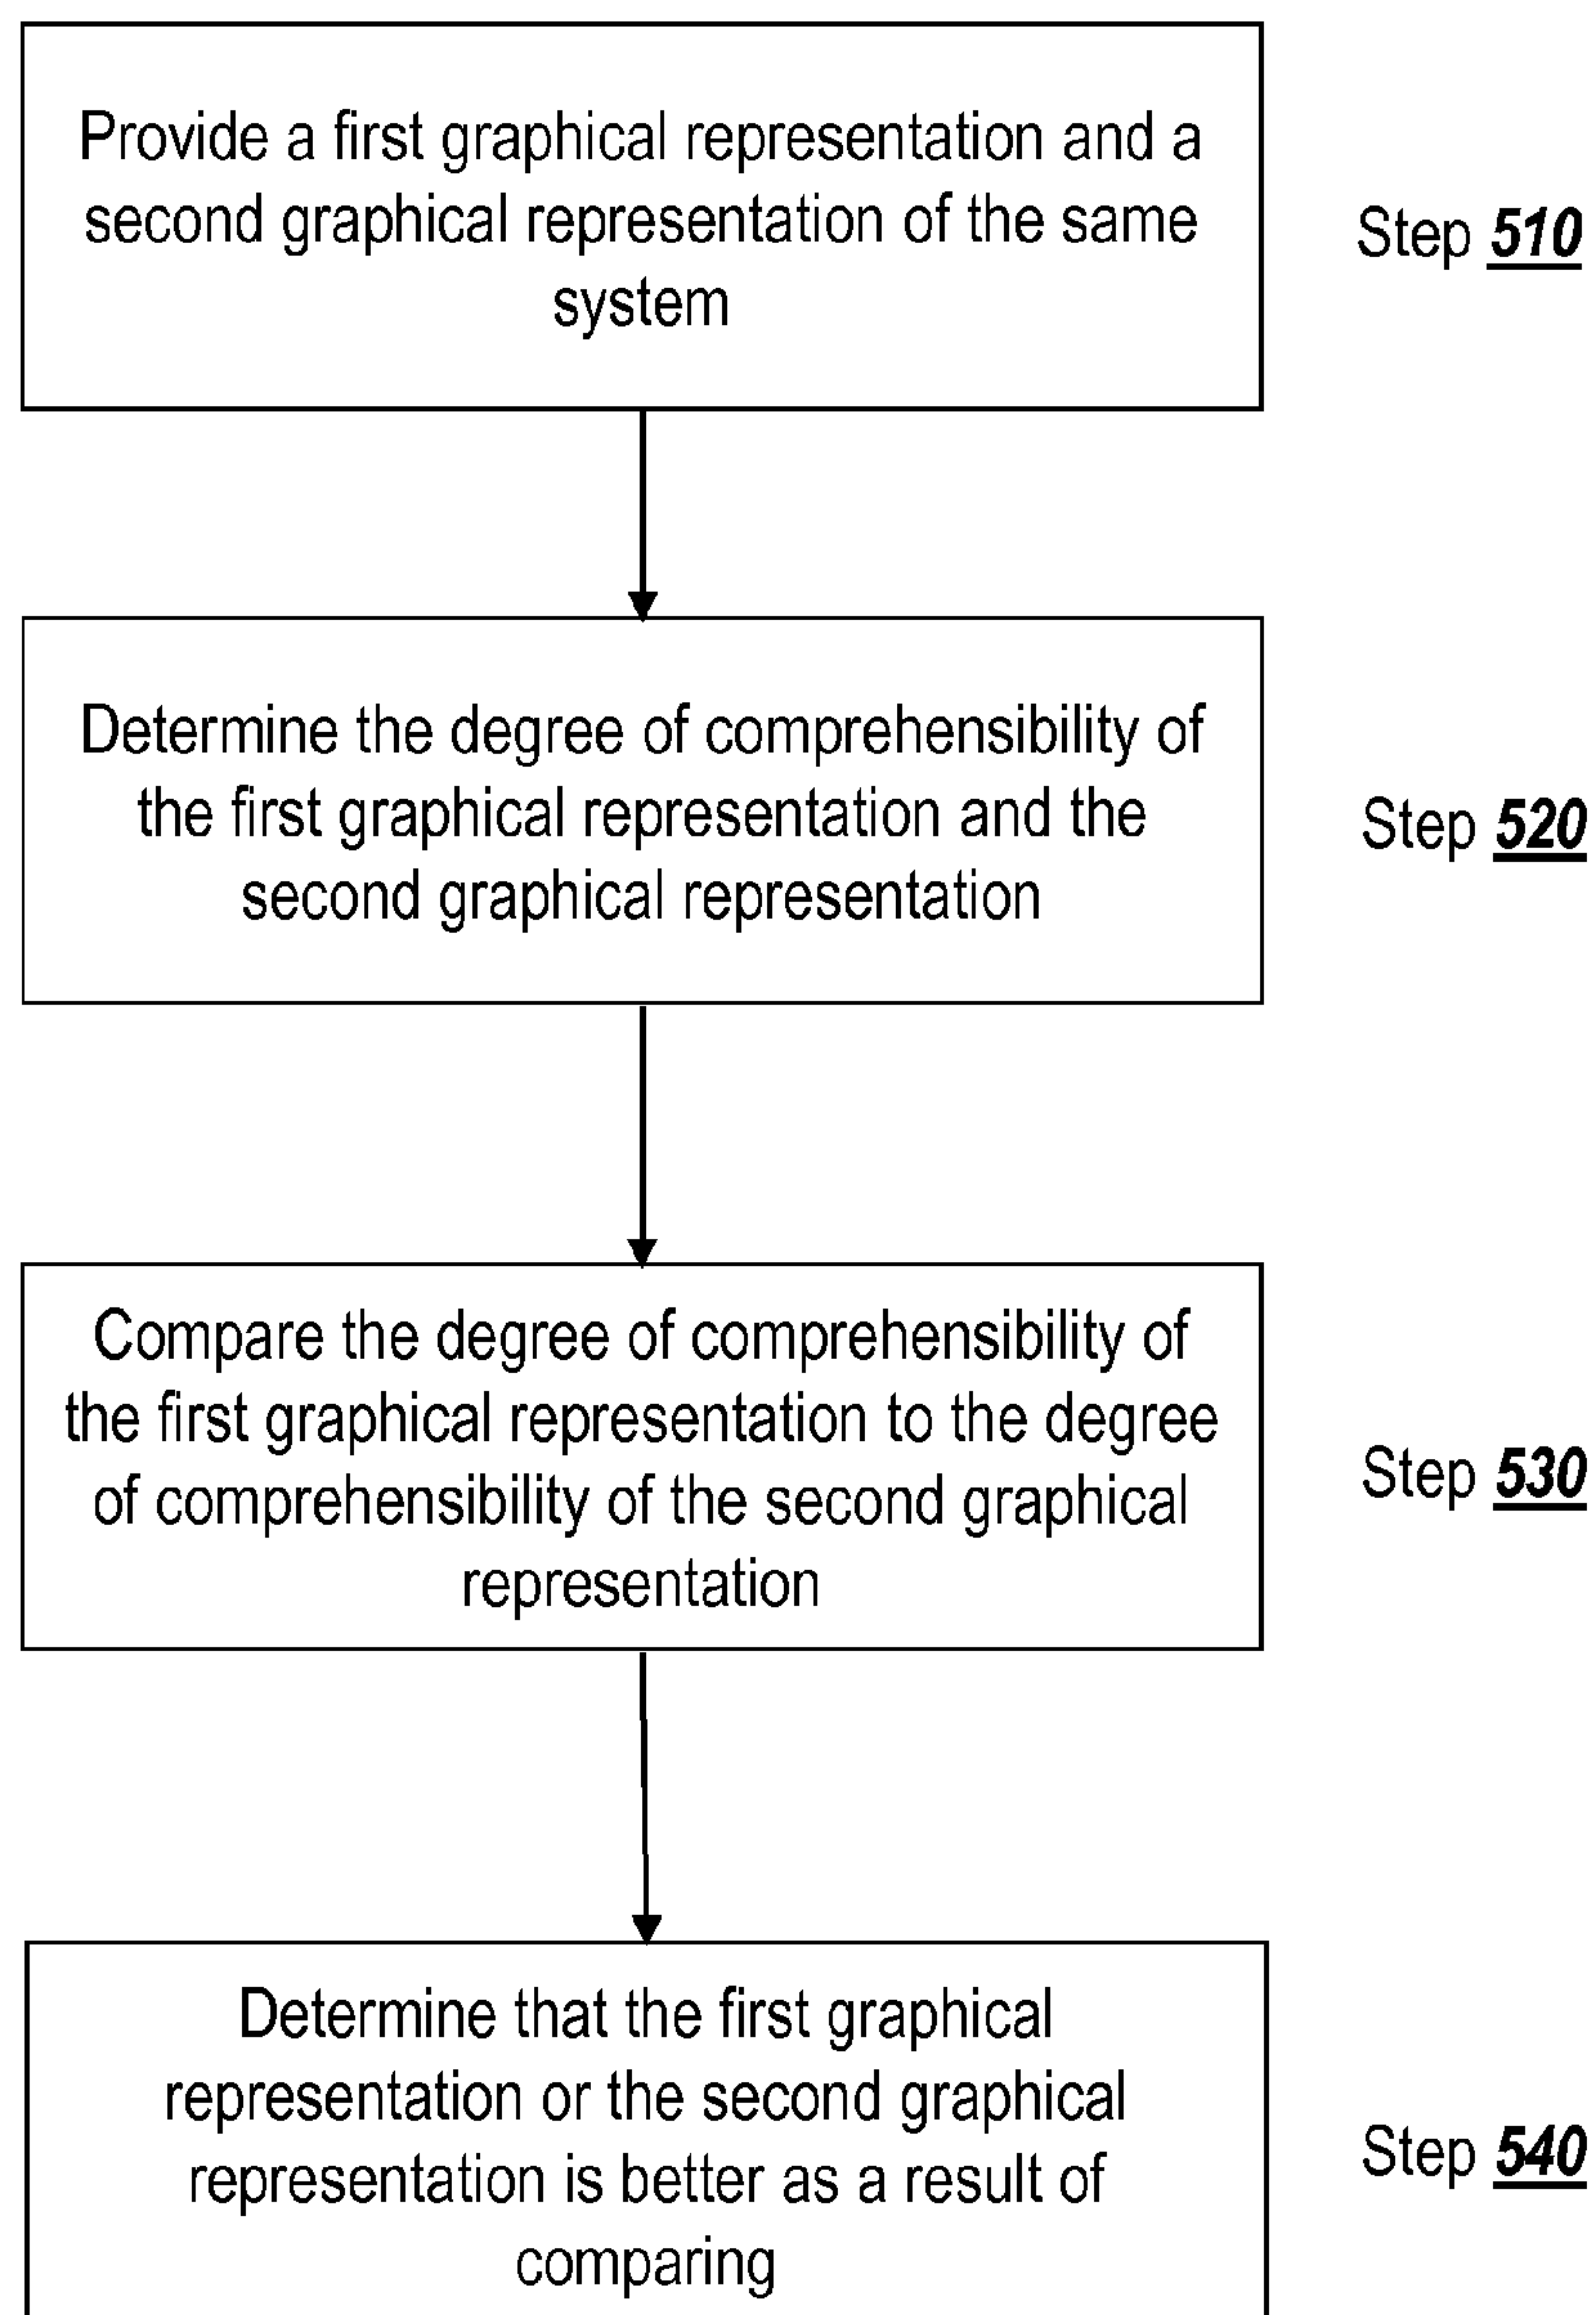 Provide a first graphical representation and a
second graphical representation of the same
system
Step 510
Determine the degree of comprehensibility of
the first graphical representation and the
second graphical representation
Step 520
Compare the degree of comprehensibility of
the first graphical representation to the degree
of comprehensibility of the second graphical
representation
Step 530
Determine that the first graphical
representation or the second graphical
representation is better as a result of
comparing
Step 540